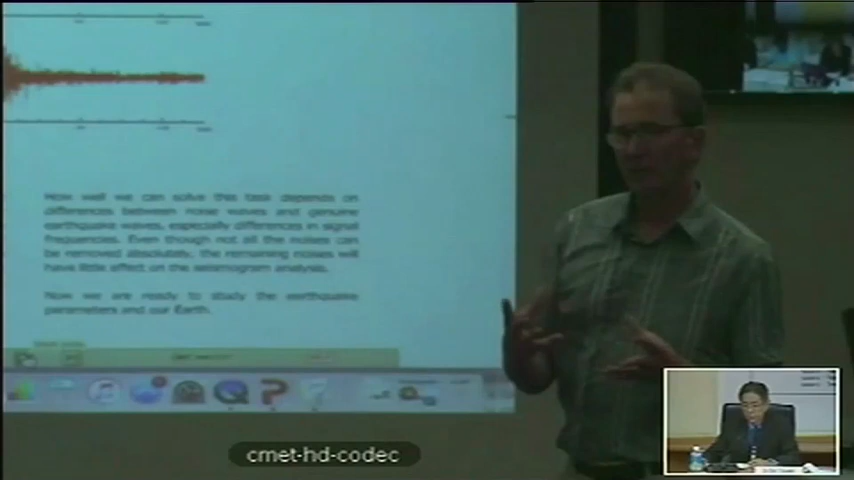 How well we can solve this task depends on
differences between noise waves and genuine
earthquake waves, especially differences in signal
frequencies. Even though not all the noises can
be removed absolutely, the remaining noises will
have little effect on the seismogram analysis.
Now we are ready to study the earthquake
parameters and our Earth.
cmet-hd-codec